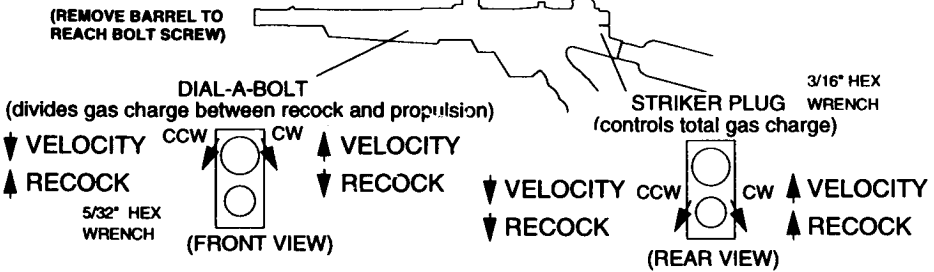 (REMOVE BARREL TO
REACH BOLT SCREW)
DIAL-A-BOLT
(divides gas charge between recock and propulsion)
CCW CW
VELOCITY
RECOCK
VELOCITY
RECOCK
5/32" HEX
WRENCH
(FRONT VIEW)
3/16" HEX
WRENCH
STRIKER PLUG
(controls total gas charge)
VELOCITY
RECOCK
CCW CW
VELOCITY
RECOCK
(REAR VIEW)